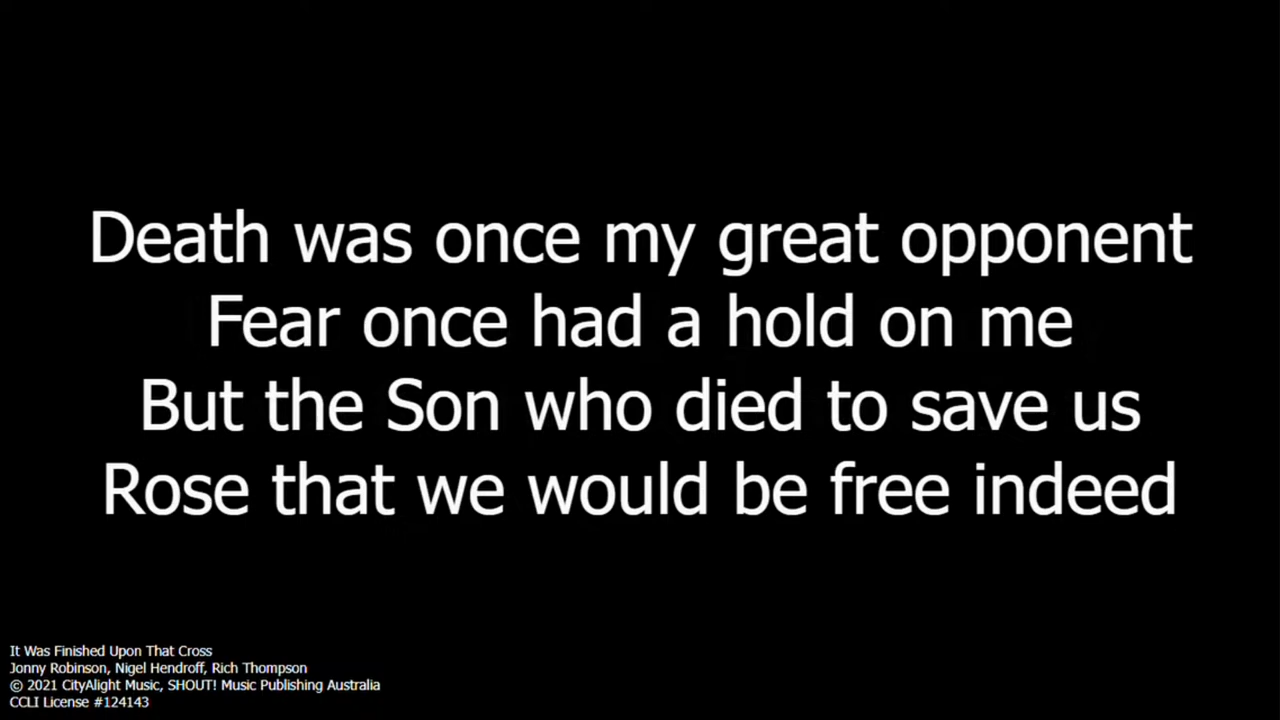 Death was once my great opponent
Fear once had a hold on me
But the Son who died to save us
Rose that we would be free indeed
It Was Finished Upon That Cross
Jonny Robinson, Nigel Hendroff, Rich Thompson
© 2021 CityAlight Music, SHOUT! Music Publishing Australia
CCLI License #124143